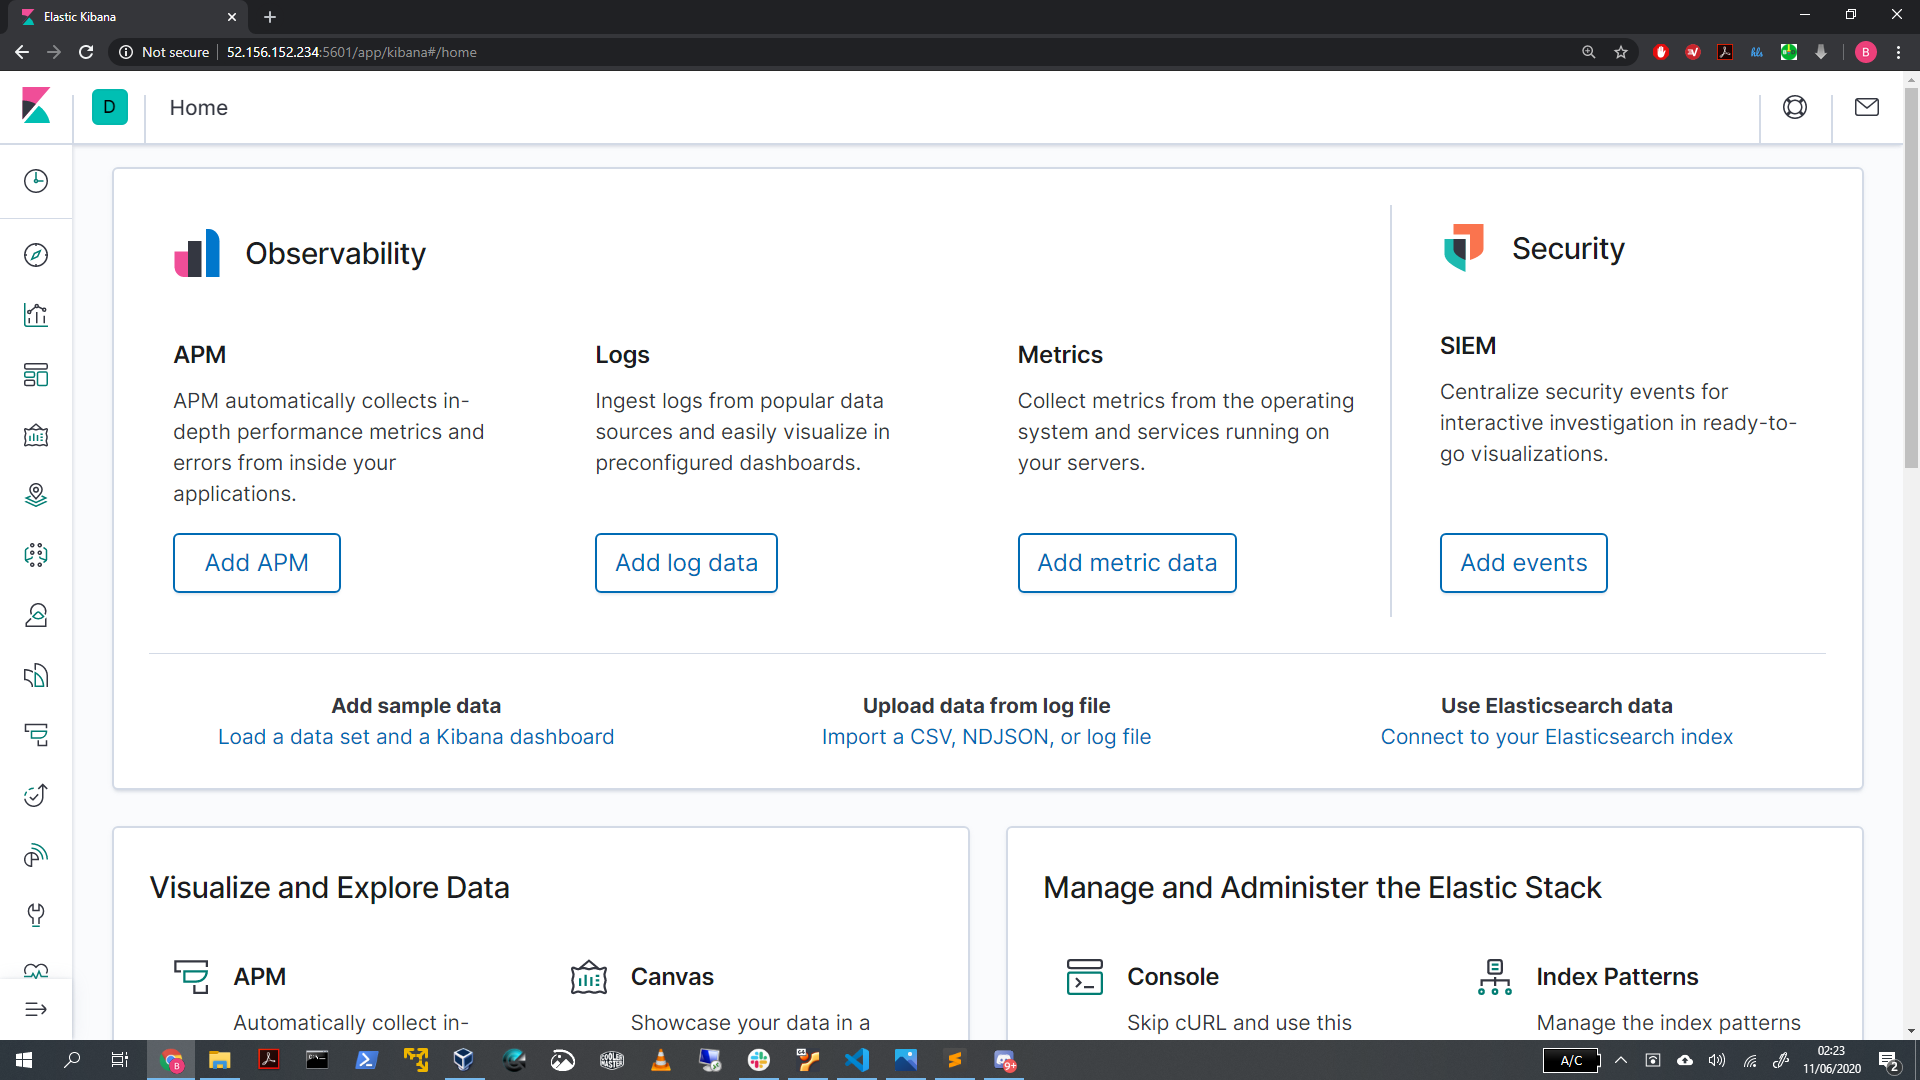 Elastic Kibana
Not secure
52.156.152.234:5601/app/kibana#/home
B
D
Home
Observability
Security
APM
APM automatically collects in-
depth performance metrics and
errors from inside your
applications.
Add APM
Logs
Ingest logs from popular data
sources and easily visualize in
preconfigured dashboards.
Add log data
Metrics
Collect metrics from the operating
system and services running on
your servers.
Add metric data
SIEM
Centralize security events for
interactive investigation in ready-to-
go visualizations.
Add events
Add sample data
Load a data set and a Kibana dashboard
Upload data from log file
Import a CSV, NDJSON, or log file
Use Elasticsearch data
Connect to your Elasticsearch index
Visualize and Explore Data
APM
Automatically collect in-
Canvas
Showcase your data in a
Manage and Administer the Elastic Stack
Console
Skip cURL and use this
Index Patterns
Manage the index patterns
B
COOLER
MASTER
9+
A/C
02:23
11/06/2020
2